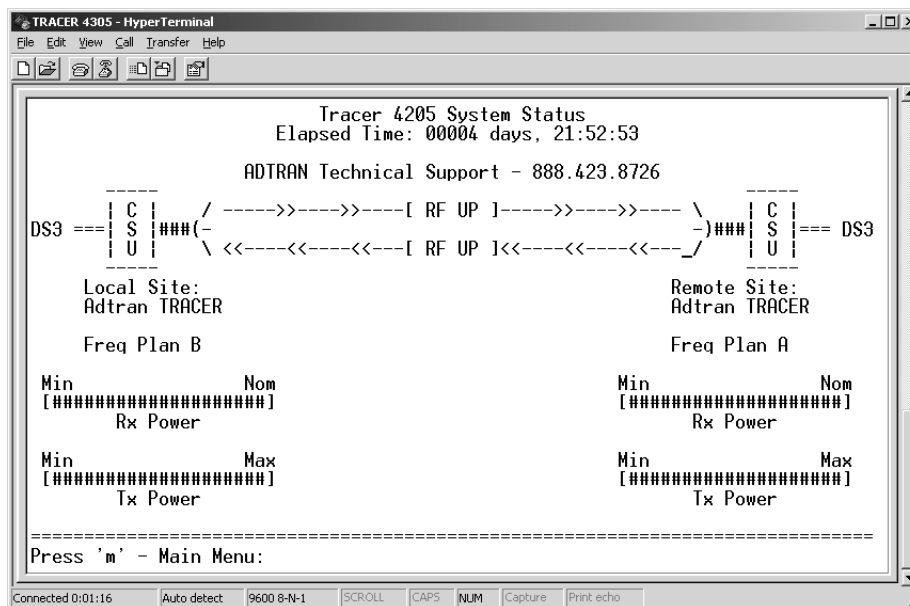 TRACER 4305 - HyperTerminal
File Edit View Call Transfer Help
Tracer 4205 System Status
Elapsed Time: 00004 days, 21:52:53
ADTRAN Technical Support - 888.423.8726
----- -----
| C | / ----->>----->>----[ RF UP ]----->>----->>---- \ | C |
DS3 ===| S |###(- -)###| S |=== DS3
| U | \ <<----<<----<<---[ RF UP ]<<----<<----<<---_/ | U |
----- -----
Local Site: Remote Site:
Adtran TRACER Adtran TRACER
Freq Plan B Freq Plan A
Min Nom Min Nom
[####################] [####################]
Rx Power Rx Power
Min Max Min Max
[####################] [####################]
Tx Power Tx Power
================================================================================
Press 'm' - Main Menu:
Connected 0:01:16 Auto detect 9600 8-N-1 SCROLL CAPS NUM Capture Print echo